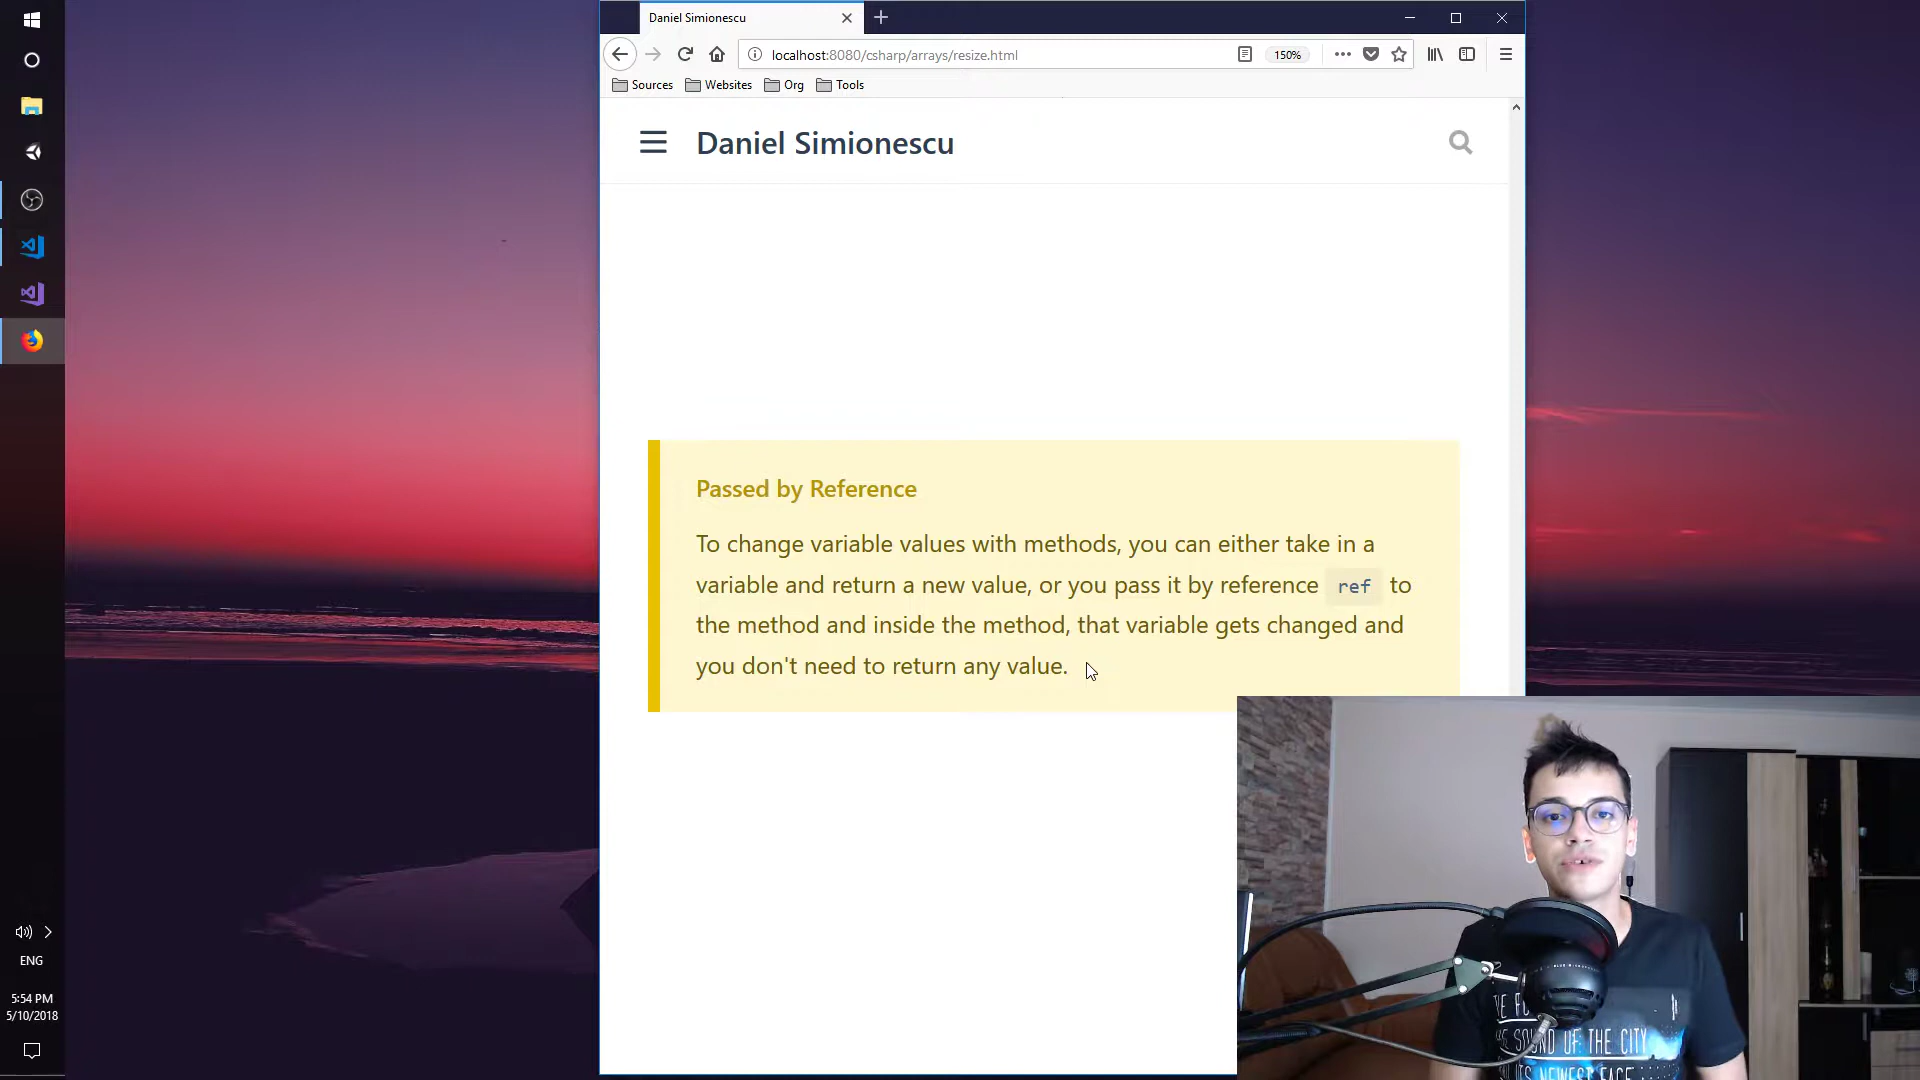 Daniel Simionescu
localhost:8080/csharp/arrays/resize.html
150%
Sources
Websites
Org
Tools
Daniel Simionescu
Passed by Reference
To change variable values with methods, you can either take in a
variable and return a new value, or you pass it by reference ref to
the method and inside the method, that variable gets changed and
you don't need to return any value.
ENG
5:54 PM
5/10/2018
SOUND OF THE CITY
NEWEST FACE